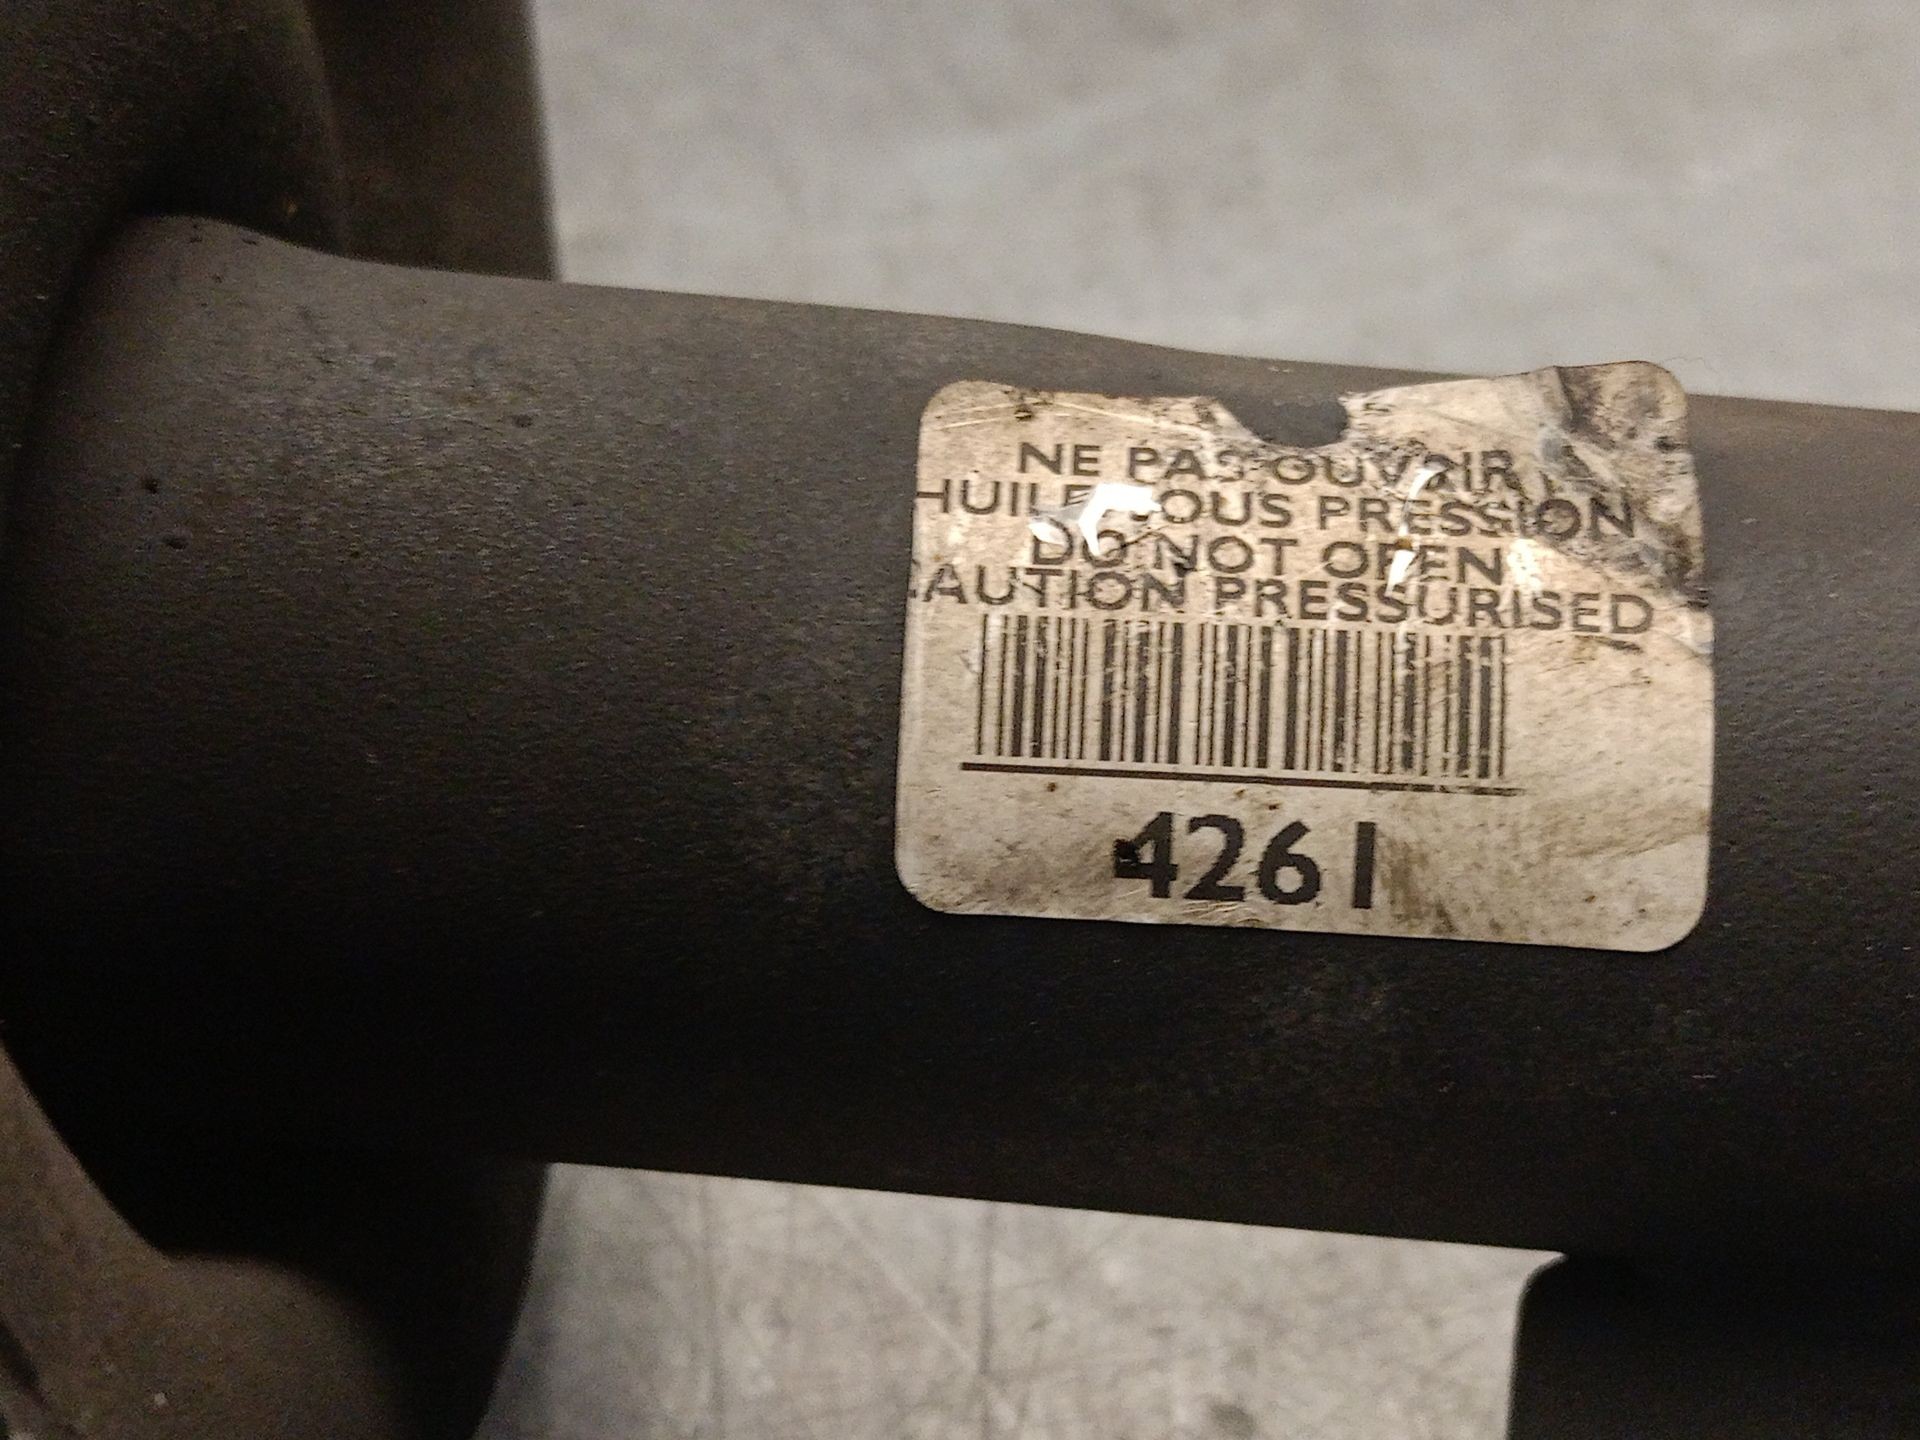 NE PAS OUVRIR
HUILE SOUS PRESSION
DO NOT OPEN
CAUTION PRESSURISED
4261